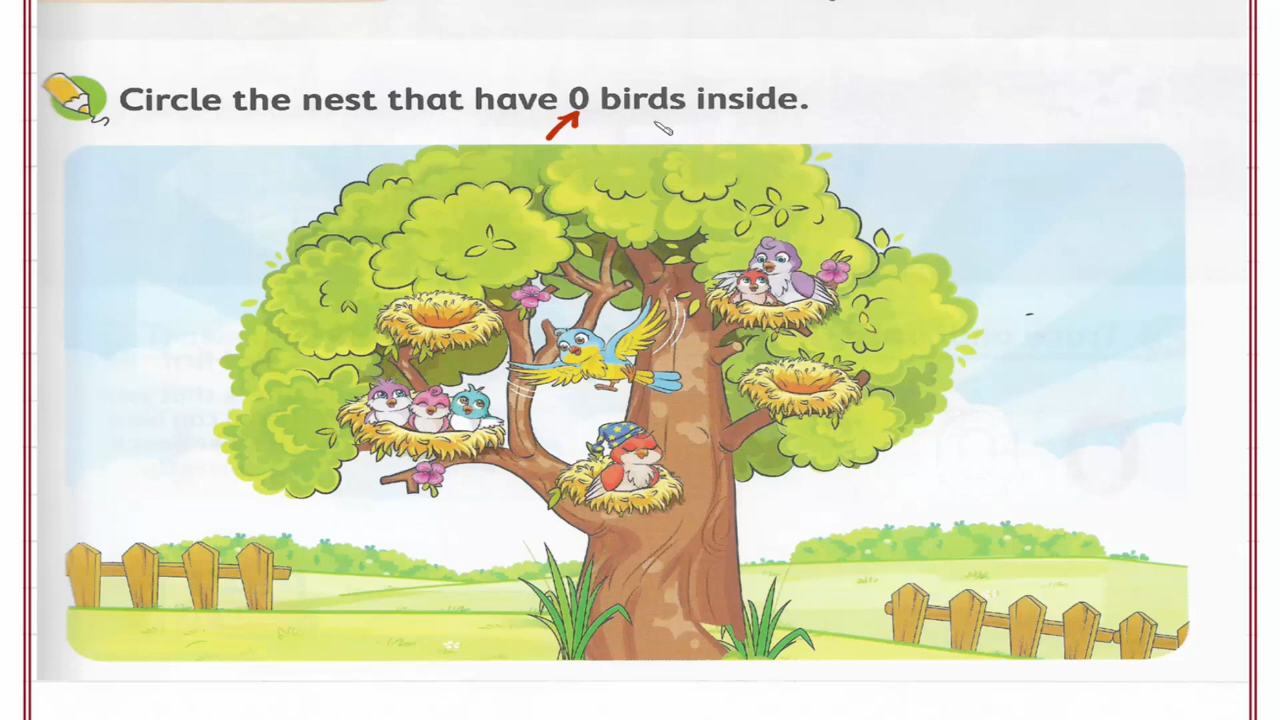 Circle the nest that have 0 birds inside.